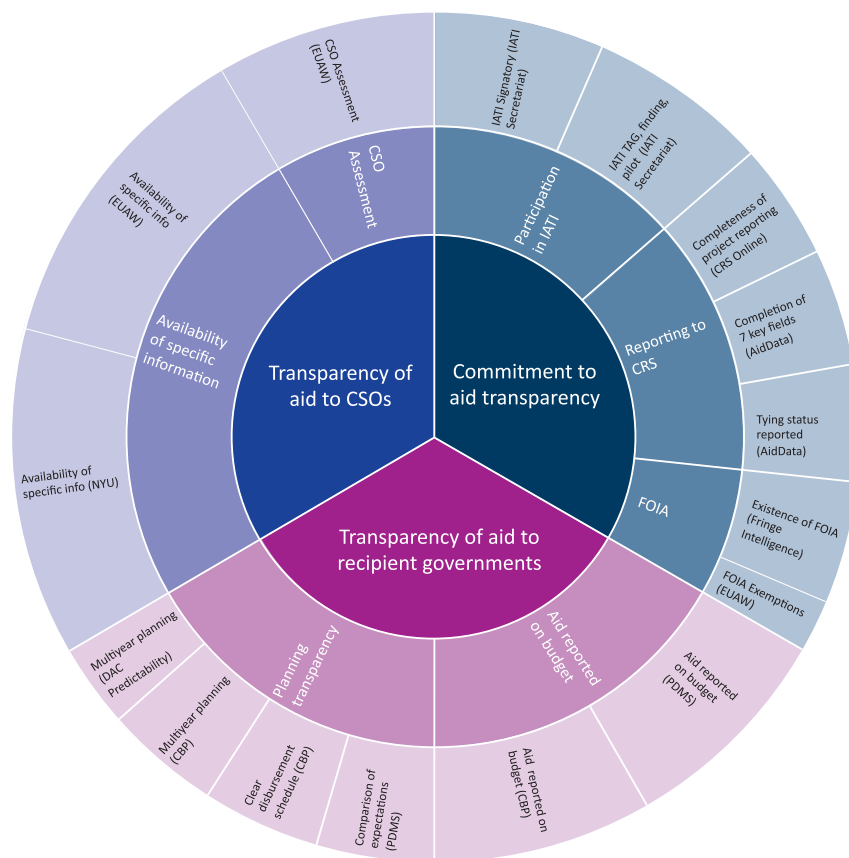 Transparency of
aid to CSOs
Commitment to
aid transparency
Transparency of aid to
recipient governments
CSO
Assessment
Availability
of specific
information
Participation
in IATI
Reporting to
CRS
FOIA
Aid reported
on budget
Planning
transparency
CSO Assessment
(EUAW)
Availability of
specific info
(EUAW)
Availability of
specific info (NYU)
IATI Signatory (IATI
Secretariat)
IATI TAG, finding,
pilot (IATI
Secretariat)
Completeness of
project reporting
(CRS Online)
Completion of
7 key fields
(AidData)
Tying status
reported
(AidData)
Existence of FOIA
(Fringe
Intelligence)
FOIA Exemptions
(EUAW)
Aid reported
on budget
(PDMS)
Aid reported on
budget (CBP)
Comparison of
expectations
(PDMS)
Clear
disbursement
schedule (CBP)
Multiyear planning
(CBP)
Multiyear planning
(DAC
Predictability)